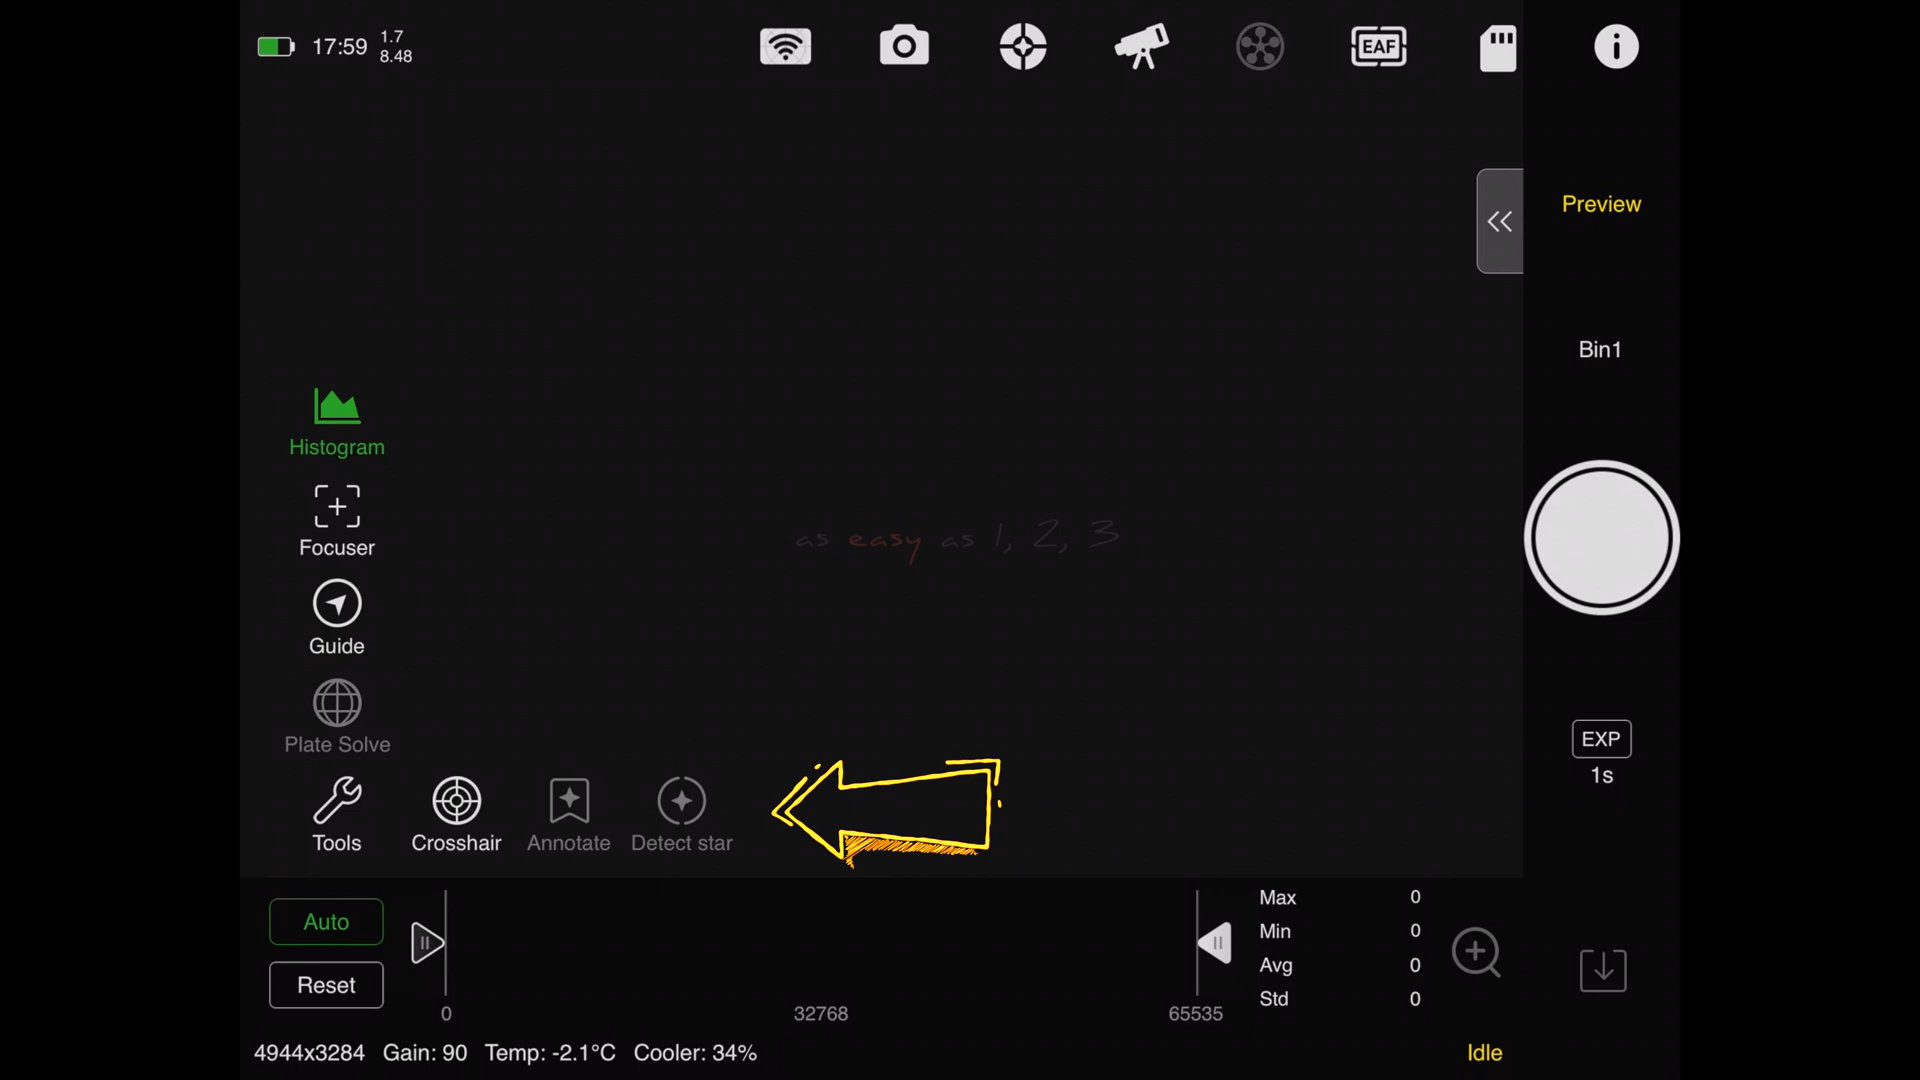 17:59
1.7
8.48
EAF
Preview
Bin1
Histogram
Focuser
as easy as 1, 2, 3
Guide
Plate Solve
EXP
1s
Tools
Crosshair
Annotate
Detect star
Auto
Reset
0
32768
65535
Max 0
Min 0
Avg 0
Std 0
4944x3284 Gain: 90 Temp: -2.1°C Cooler: 34%
Idle